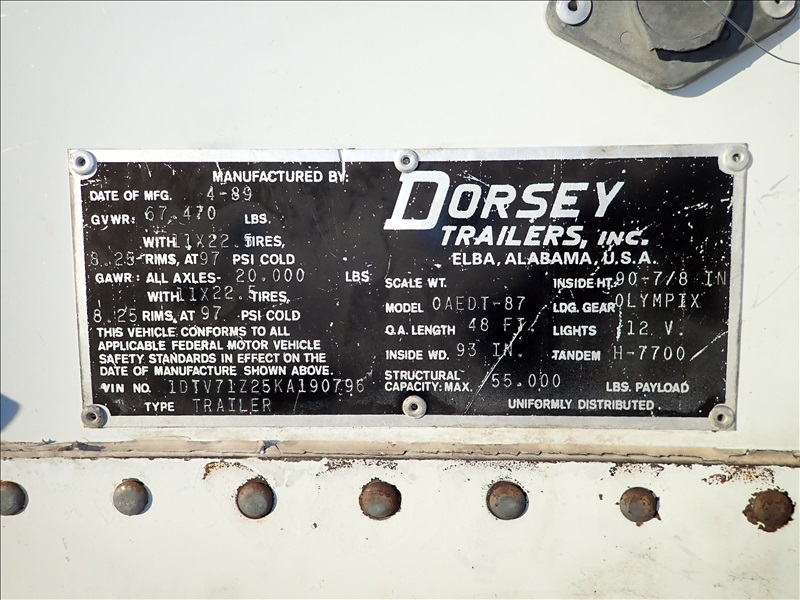 MANUFACTURED BY:
DATE OF MFG. 4-89
GVWR: 67.470 LBS.
WITH 11X22.5 TIRES,
8.25 RIMS, AT 97 PSI COLD
GAWR: ALL AXLES- 20.000 LBS
WITH 11X22.5 TIRES,
8.25 RIMS, AT 97 PSI COLD
THIS VEHICLE CONFORMS TO ALL
APPLICABLE FEDERAL MOTOR VEHICLE
SAFETY STANDARDS IN EFFECT ON THE
DATE OF MANUFACTURE SHOWN ABOVE.
VIN NO. 1DTV71Z25KA190796
TYPE TRAILER
DORSEY
TRAILERS, INC.
ELBA, ALABAMA, U.S.A.
SCALE WT. INSIDE HT. 90-7/8 IN
MODEL OAEDT-87 LDG. GEAR OLYMPIX
O.A. LENGTH 48 FT. LIGHTS 12 V.
INSIDE WD. 93 IN. TANDEM H-7700
STRUCTURAL
CAPACITY: MAX. 55.000 LBS. PAYLOAD
UNIFORMLY DISTRIBUTED